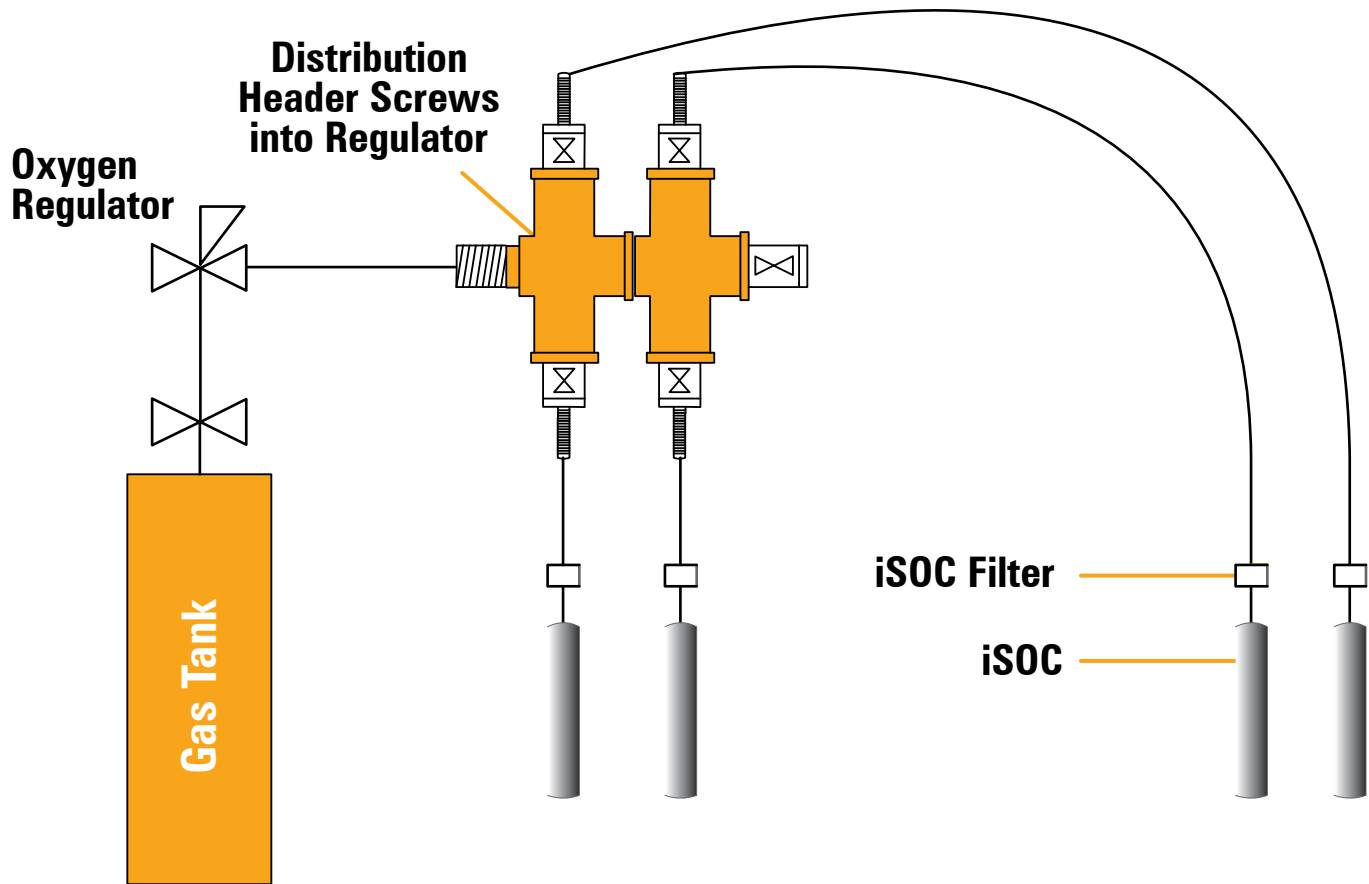 Distribution
Header Screws
into Regulator
Oxygen
Regulator
iSOC Filter
iSOC
Gas Tank